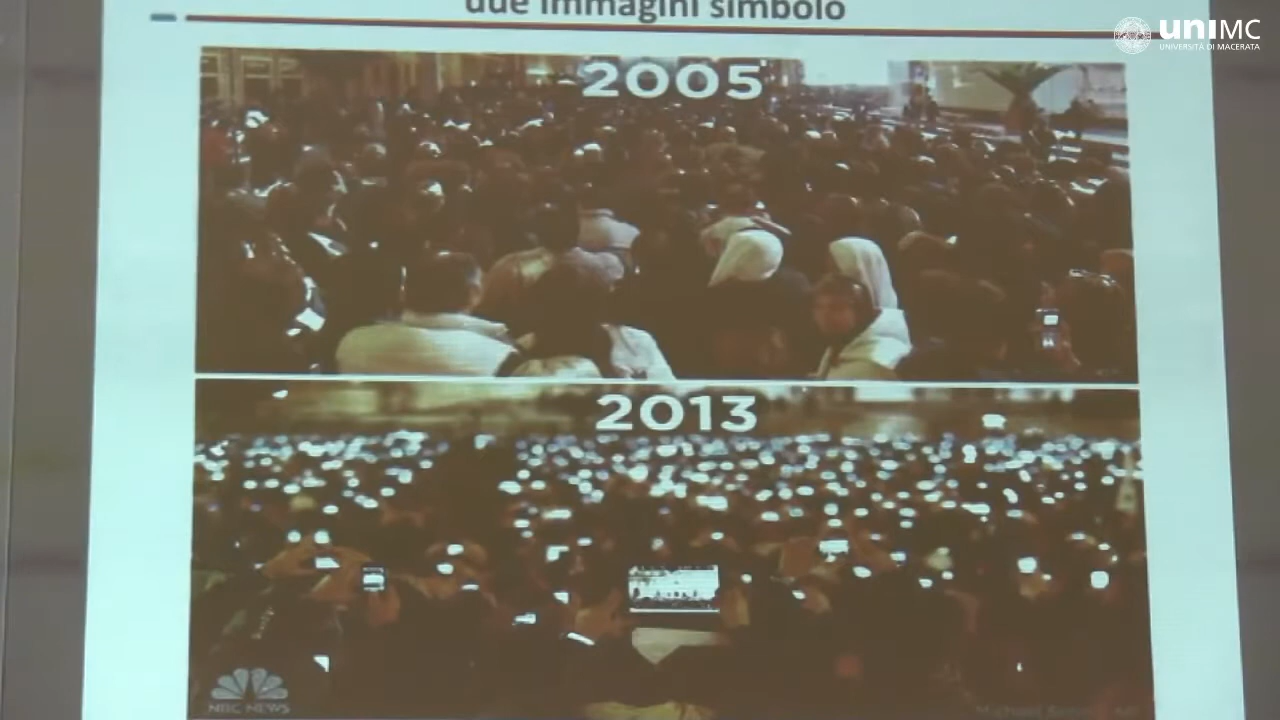 due immagini simbolo
uniMC
UNIVERSITÀ DI MACERATA
2005
2013
NBC NEWS